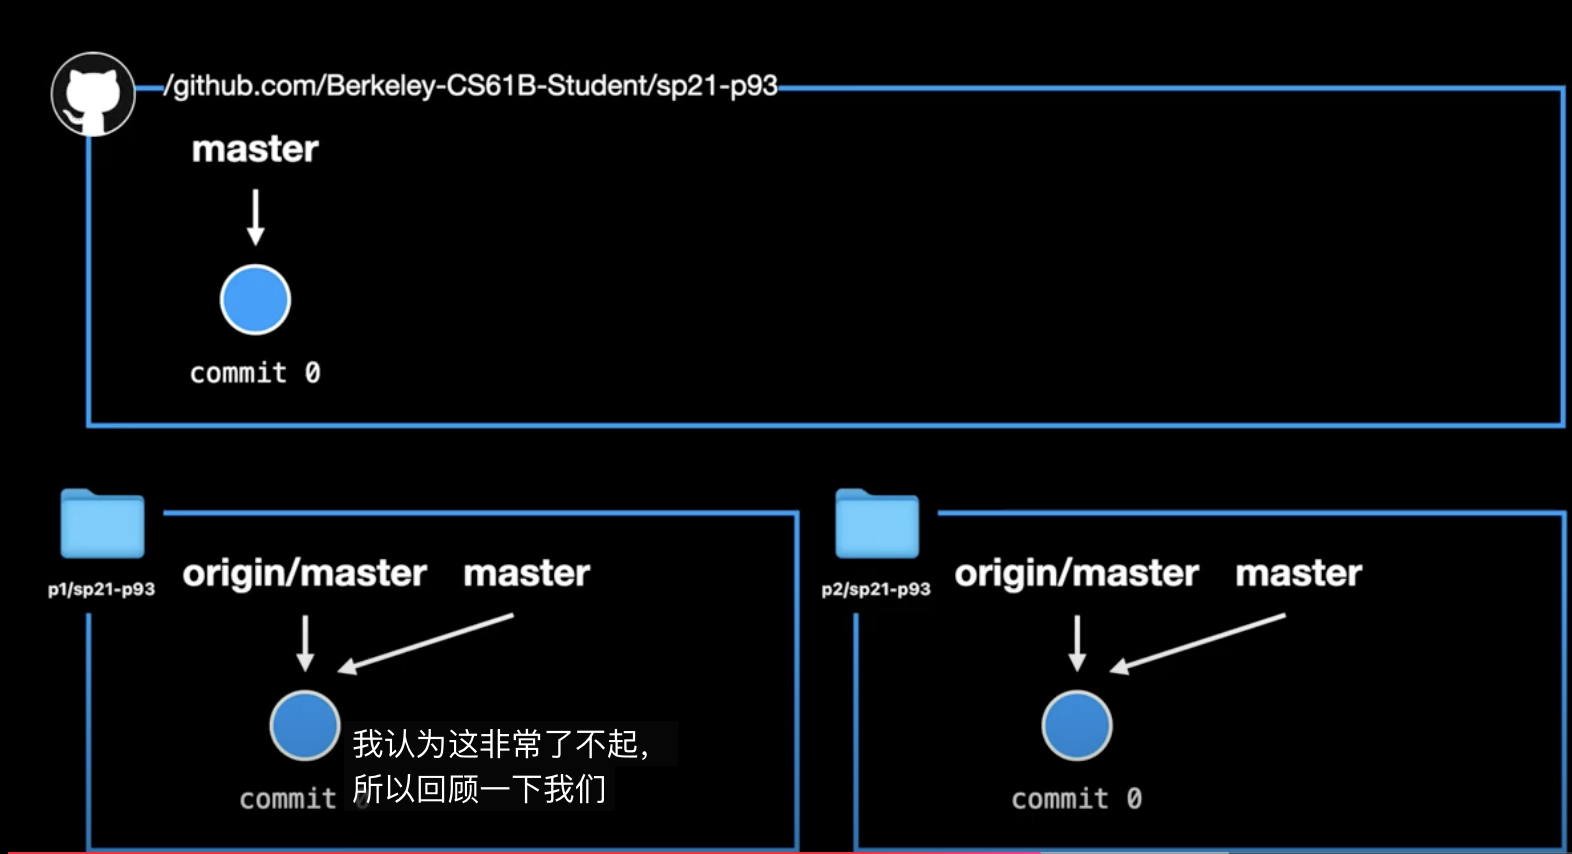 /github.com/Berkeley-CS61B-Student/sp21-p93
master
commit 0
p1/sp21-p93
origin/master master
commit 0
我认为这非常了不起，
所以回顾一下我们
p2/sp21-p93
origin/master master
commit 0